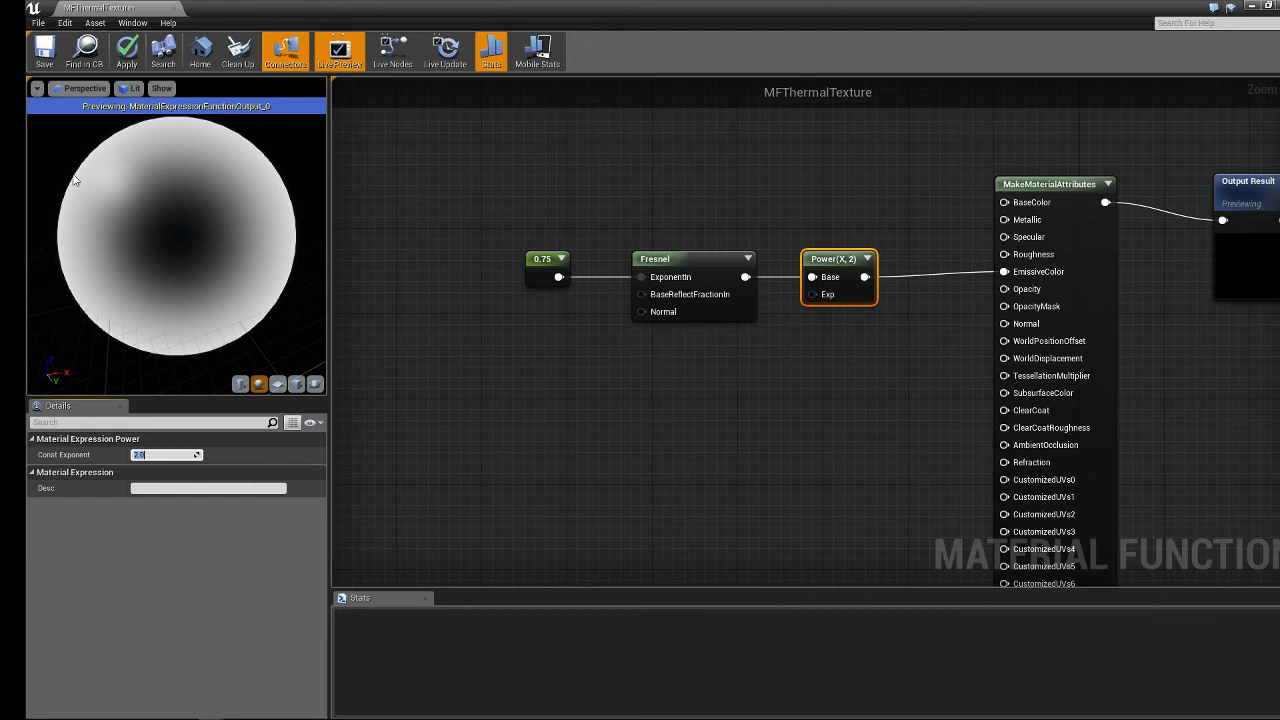 MFThermalTexture*
File Edit Asset Window Help
Search For Help
Save Find in CB Apply Search Home Clean Up Connectors Live Preview Live Nodes Live Update Stats Mobile Stats
Perspective Lit Show
Previewing: MaterialExpressionFunctionOutput_0
MFThermalTexture
Zoom
MakeMaterialAttributes
BaseColor
Metallic
Specular
Roughness
EmissiveColor
Opacity
OpacityMask
Normal
WorldPositionOffset
WorldDisplacement
TessellationMultiplier
SubsurfaceColor
ClearCoat
ClearCoatRoughness
AmbientOcclusion
Refraction
CustomizedUVs0
CustomizedUVs1
CustomizedUVs2
CustomizedUVs3
CustomizedUVs4
CustomizedUVs5
CustomizedUVs6
Output Result
Previewing
0.75
Fresnel
ExponentIn
BaseReflectFractionIn
Normal
Power(X, 2)
Base
Exp
Z
X
Y
Details
Search
Material Expression Power
Const Exponent 2.0
Material Expression
Desc
MATERIAL FUNCTION
Stats